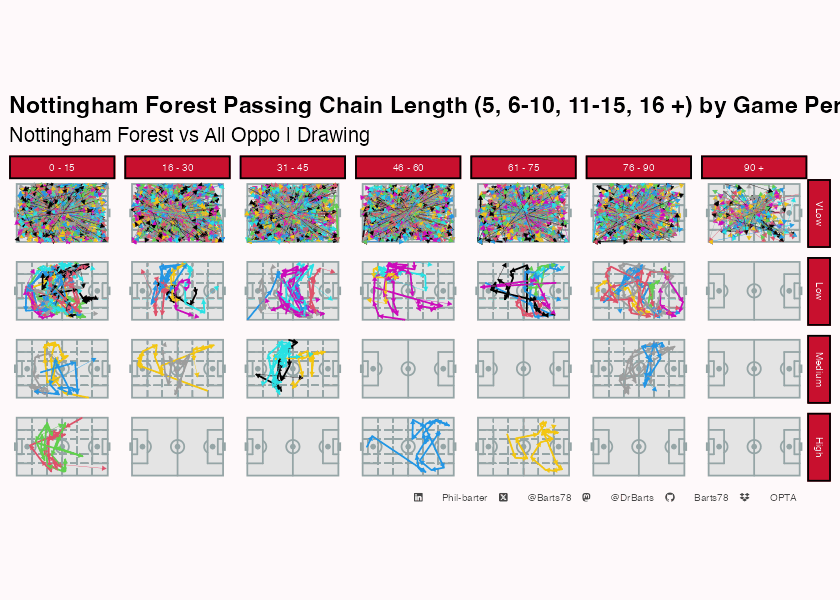 Nottingham Forest Passing Chain Length (5, 6-10, 11-15, 16 +) by Game Per
Nottingham Forest vs All Oppo | Drawing
0 - 15 16 - 30 31 - 45 46 - 60 61 - 75 76 - 90 90 +
VLow
Low
Medium
High
Phil-barter @Barts78 @DrBarts Barts78 OPTA